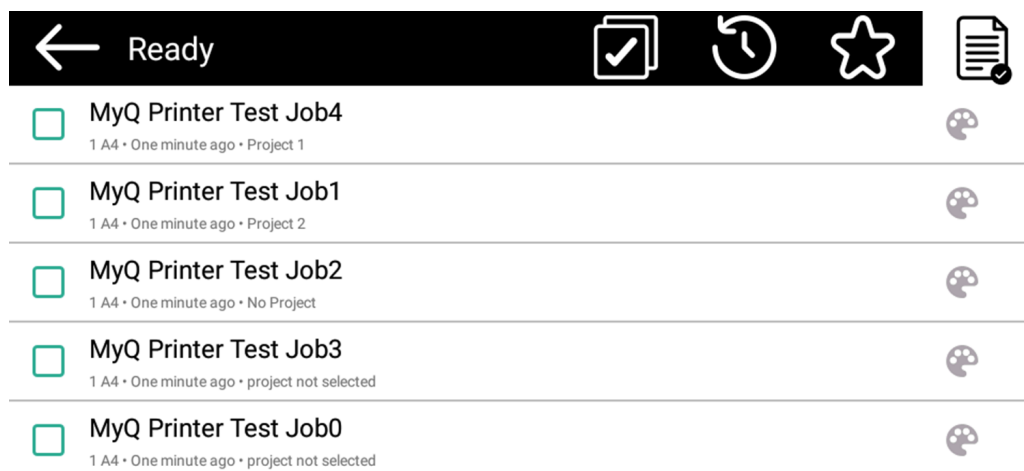 Ready
MyQ Printer Test Job4
1 A4 • One minute ago • Project 1
MyQ Printer Test Job1
1 A4 • One minute ago • Project 2
MyQ Printer Test Job2
1 A4 • One minute ago • No Project
MyQ Printer Test Job3
1 A4 • One minute ago • project not selected
MyQ Printer Test Job0
1 A4 • One minute ago • project not selected